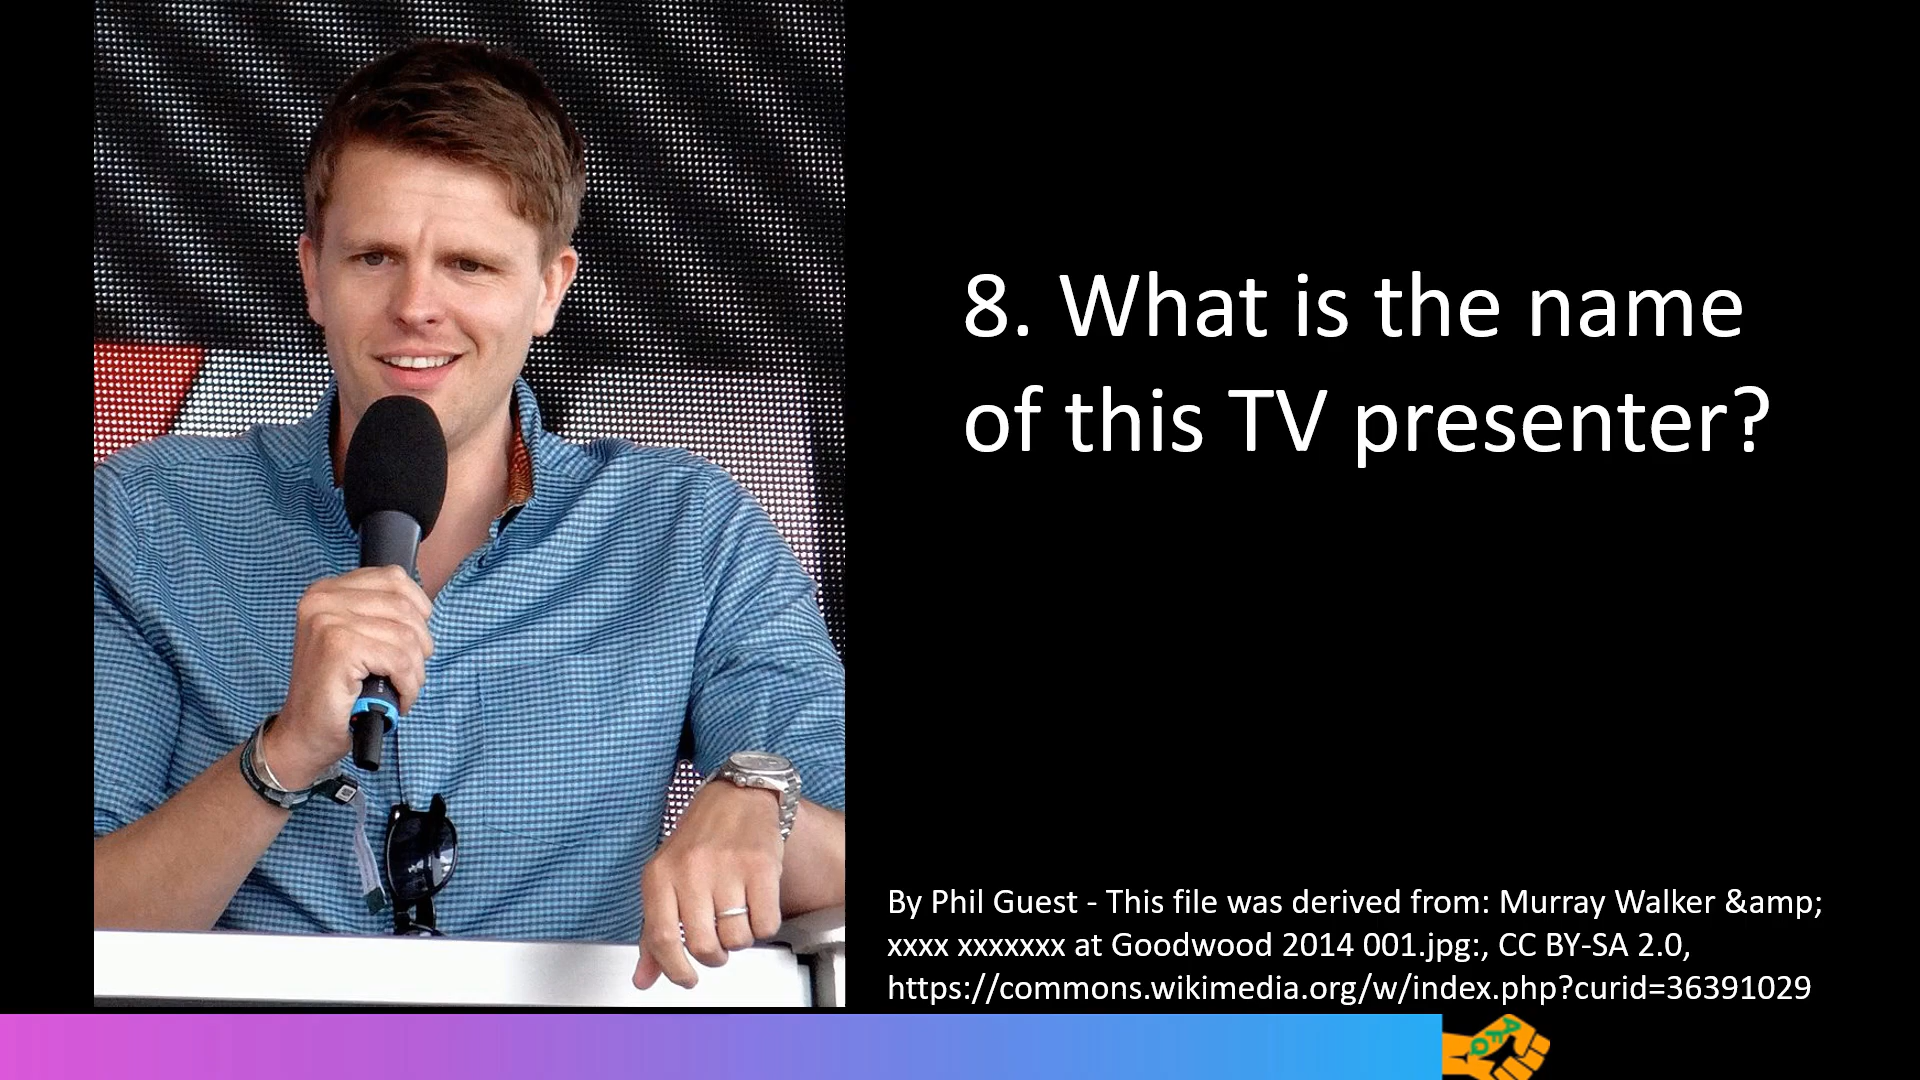 8. What is the name
of this TV presenter?
By Phil Guest - This file was derived from: Murray Walker &amp;
xxxx xxxxxxx at Goodwood 2014 001.jpg:, CC BY-SA 2.0,
https://commons.wikimedia.org/w/index.php?curid=36391029
AFQ